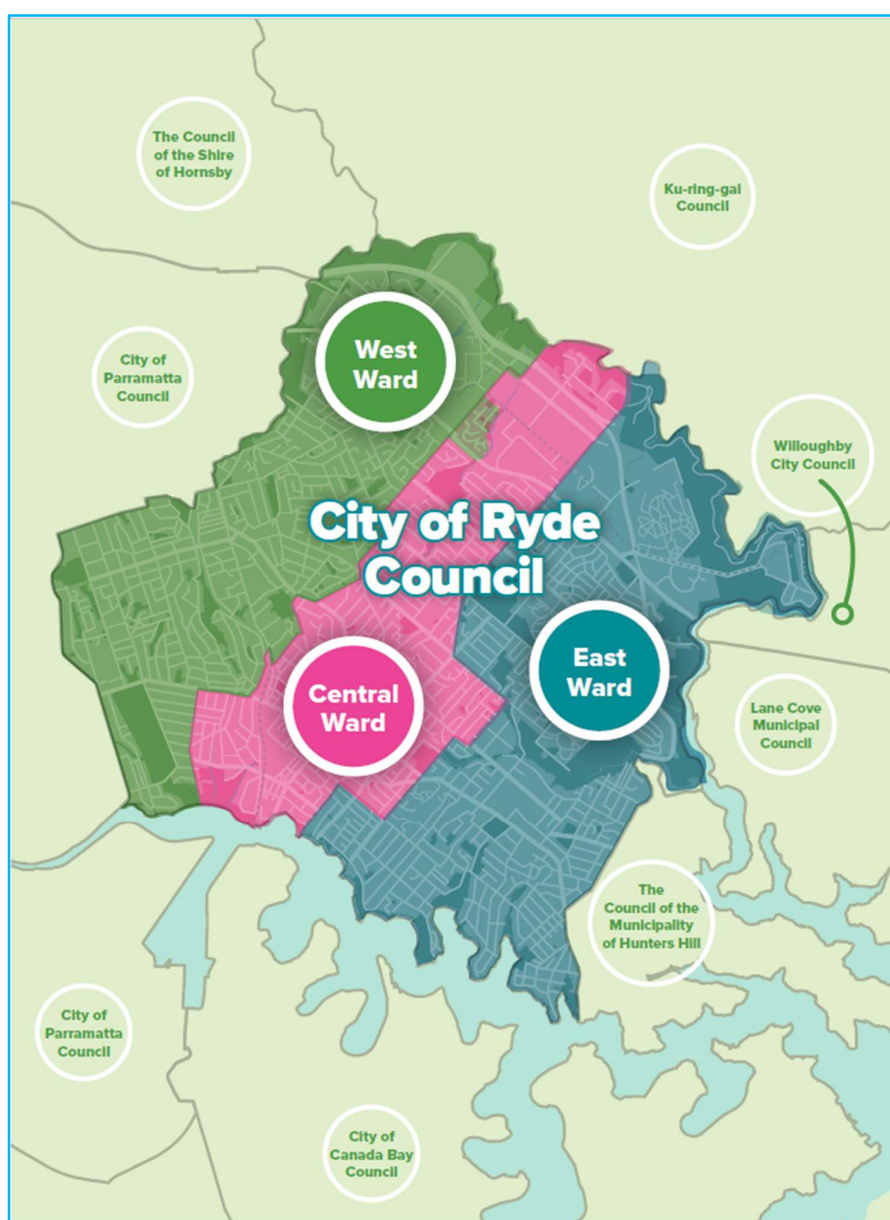 The Council
of the Shire
of Hornsby
Ku-ring-gai
Council
West
Ward
City of
Parramatta
Council
Willoughby
City Council
City of Ryde
Council
East
Ward
Central
Ward
Lane Cove
Municipal
Council
The
Council of the
Municipality
of Hunters Hill
City of
Parramatta
Council
City of
Canada Bay
Council